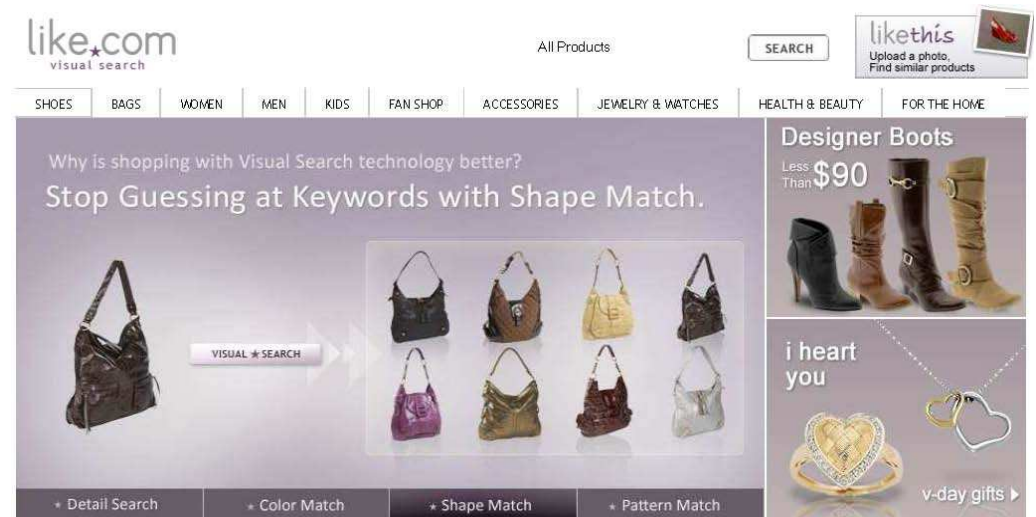 like.com
visual search
All Products
SEARCH
likethis
Upload a photo,
Find similar products
SHOES BAGS WOMEN MEN KIDS FAN SHOP ACCESSORIES JEWELRY & WATCHES HEALTH & BEAUTY FOR THE HOME
Why is shopping with Visual Search technology better?
Stop Guessing at Keywords with Shape Match.
VISUAL ★ SEARCH
★ Detail Search ★ Color Match ★ Shape Match ★ Pattern Match
Designer Boots
Less
Than $90
i heart
you
v-day gifts